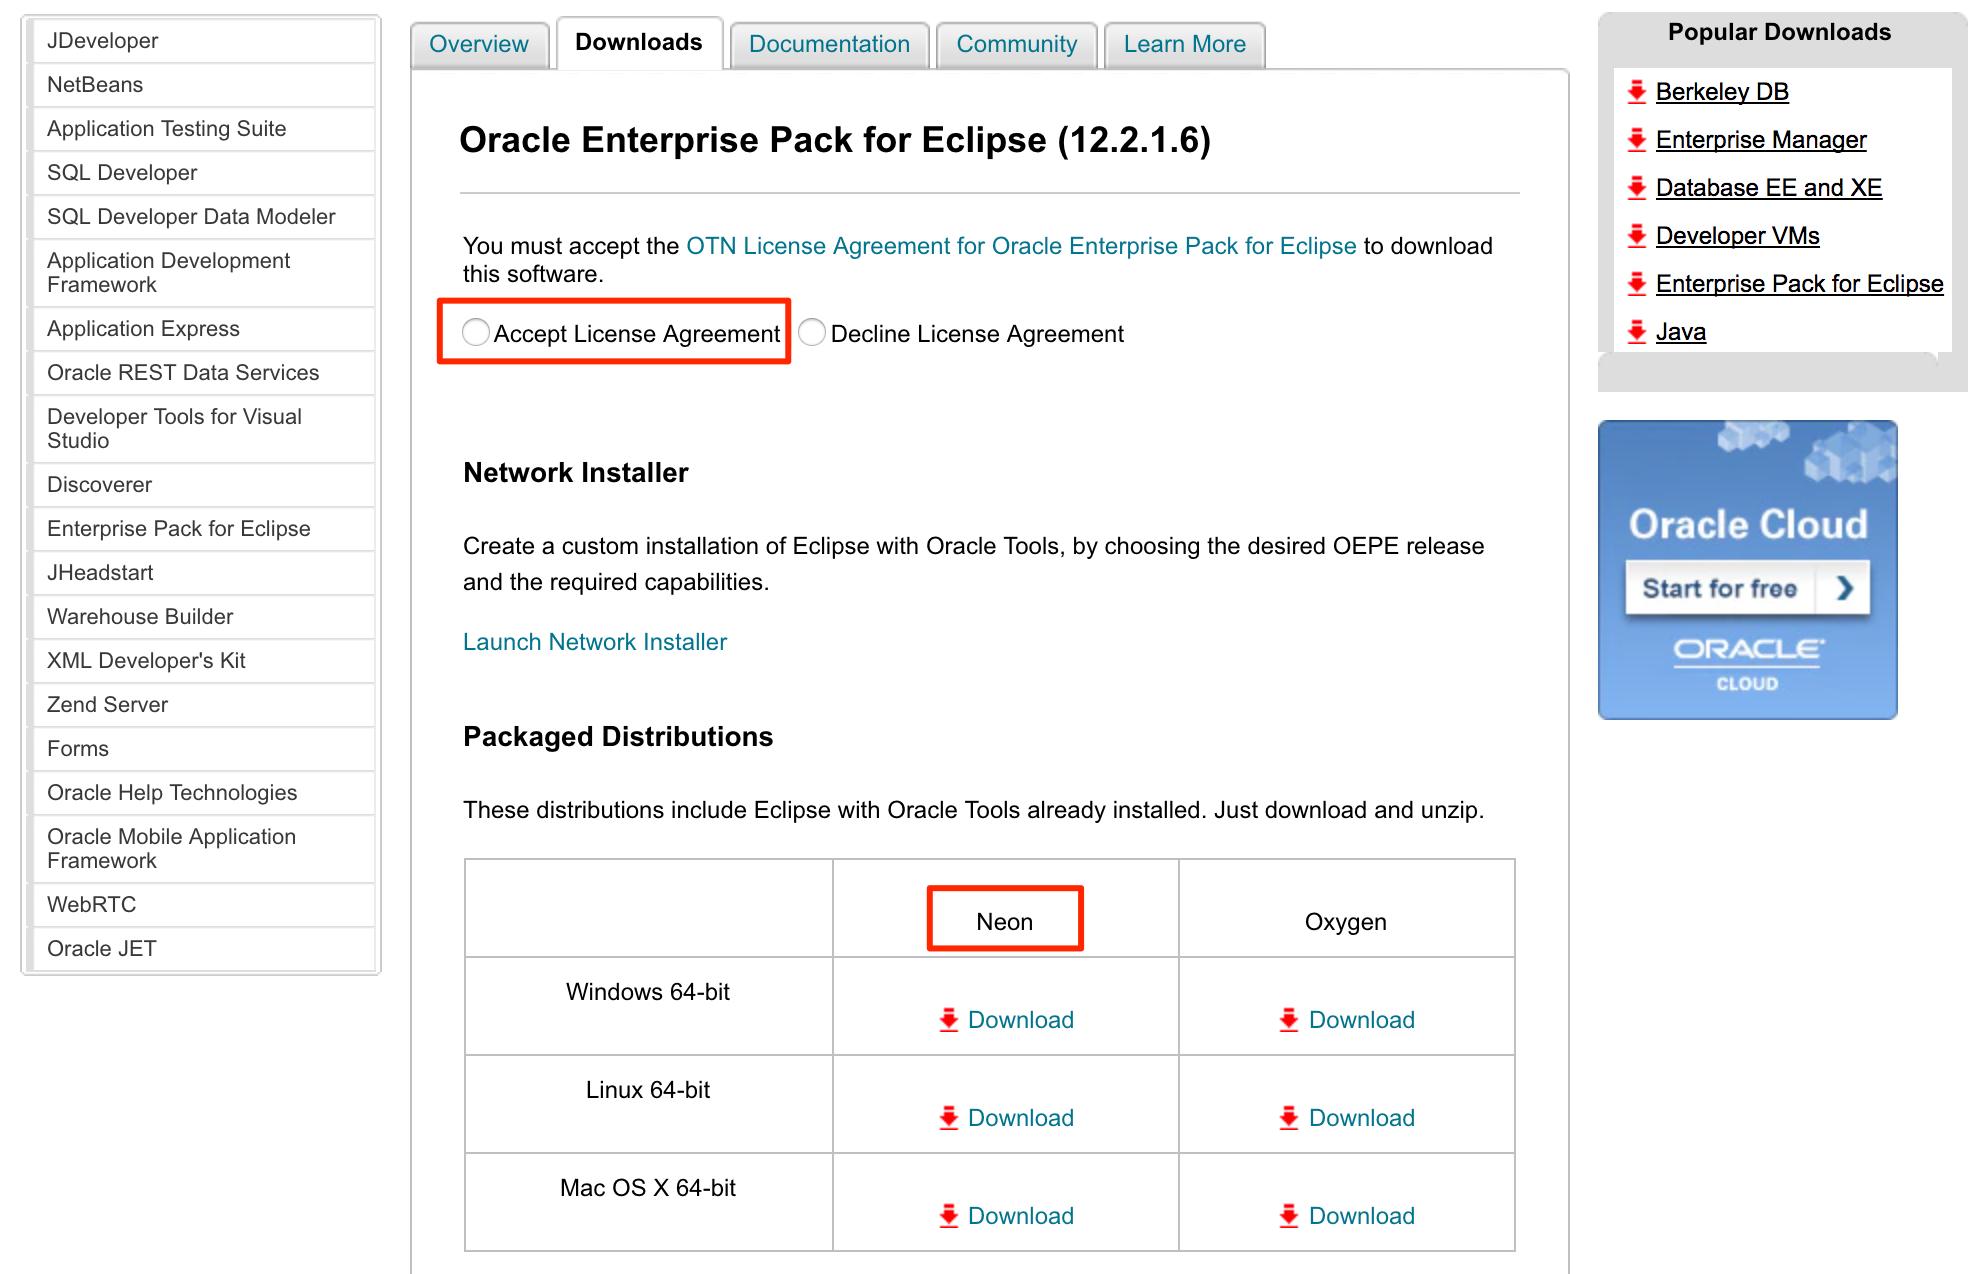 JDeveloper
NetBeans
Application Testing Suite
SQL Developer
SQL Developer Data Modeler
Application Development
Framework
Application Express
Oracle REST Data Services
Developer Tools for Visual
Studio
Discoverer
Enterprise Pack for Eclipse
JHeadstart
Warehouse Builder
XML Developer's Kit
Zend Server
Forms
Oracle Help Technologies
Oracle Mobile Application
Framework
WebRTC
Oracle JET
Overview
Downloads
Documentation
Community
Learn More
Oracle Enterprise Pack for Eclipse (12.2.1.6)
You must accept the OTN License Agreement for Oracle Enterprise Pack for Eclipse to download
this software.
Accept License Agreement
Decline License Agreement
Network Installer
Create a custom installation of Eclipse with Oracle Tools, by choosing the desired OEPE release
and the required capabilities.
Launch Network Installer
Packaged Distributions
These distributions include Eclipse with Oracle Tools already installed. Just download and unzip.
Neon
Oxygen
Windows 64-bit
Download
Download
Linux 64-bit
Download
Download
Mac OS X 64-bit
Download
Download
Popular Downloads
Berkeley DB
Enterprise Manager
Database EE and XE
Developer VMs
Enterprise Pack for Eclipse
Java
Oracle Cloud
Start for free
ORACLE
CLOUD